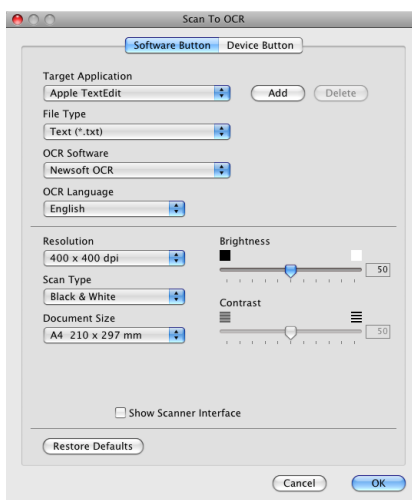 Scan To OCR
Software Button Device Button
Target Application
Apple TextEdit Add Delete
File Type
Text (*.txt)
OCR Software
Newsoft OCR
OCR Language
English
Resolution Brightness
400 x 400 dpi 50
Scan Type
Black & White Contrast
Document Size
A4 210 x 297 mm 50
Show Scanner Interface
Restore Defaults
Cancel OK